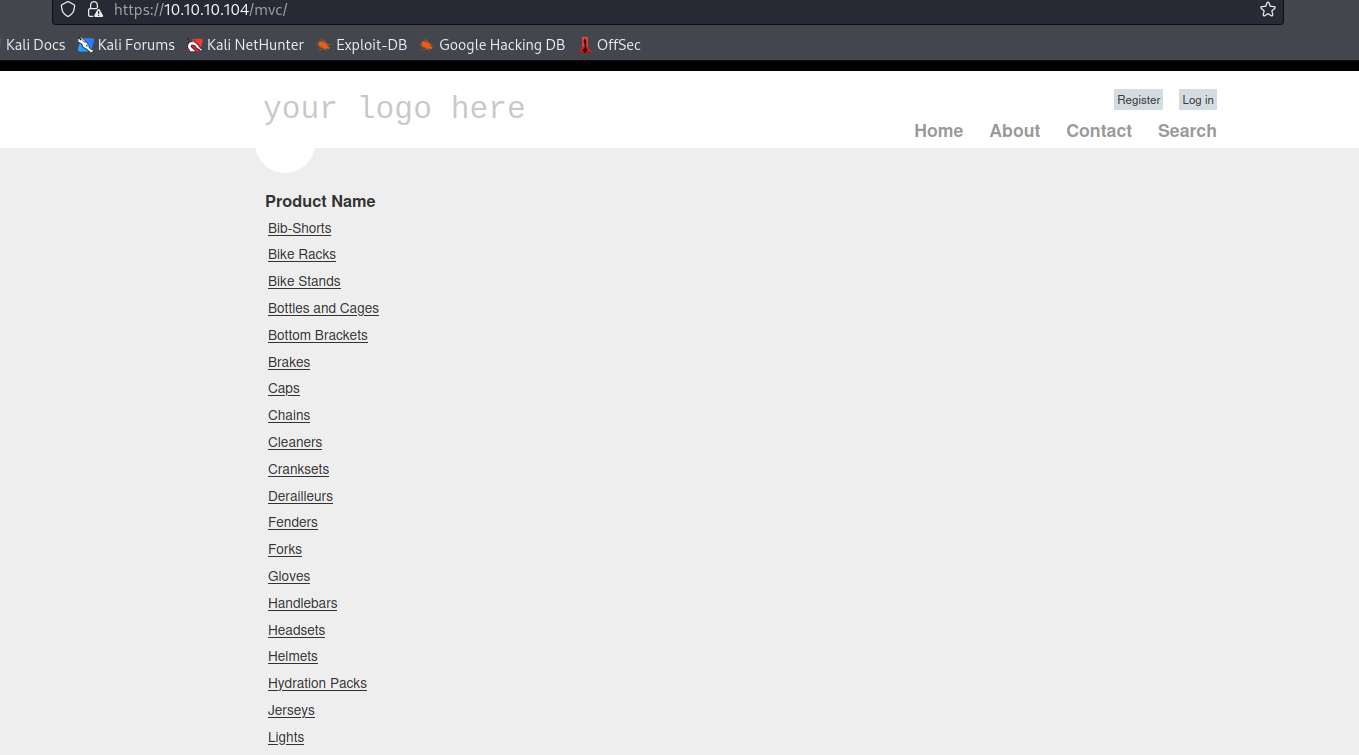 https://10.10.10.104/mvc/
Kali Docs Kali Forums Kali NetHunter Exploit-DB Google Hacking DB OffSec
your logo here
Register Log in
Home About Contact Search
Product Name
Bib-Shorts
Bike Racks
Bike Stands
Bottles and Cages
Bottom Brackets
Brakes
Caps
Chains
Cleaners
Cranksets
Derailleurs
Fenders
Forks
Gloves
Handlebars
Headsets
Helmets
Hydration Packs
Jerseys
Lights